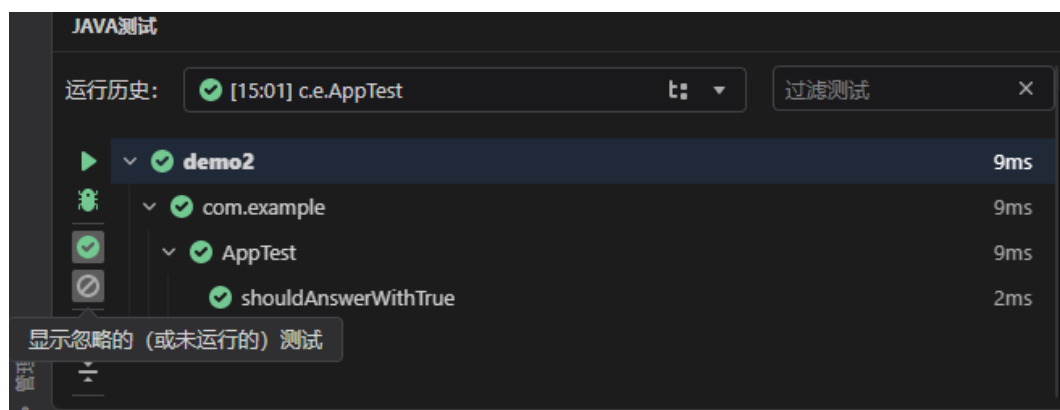 JAVA测试
运行历史: [15:01] c.e.AppTest 过滤测试
demo2 9ms
com.example 9ms
AppTest 9ms
shouldAnswerWithTrue 2ms
显示忽略的（或未运行的）测试